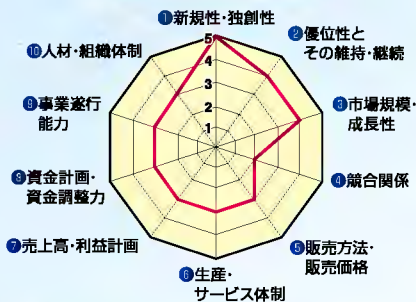 ❶新規性・独創性
❷優位性と
その維持・継続
❸市場規模・
成長性
❹競合関係
❺販売方法・
販売価格
❻生産・
サービス体制
❼売上高・利益計画
❽資金計画・
資金調整力
❾事業遂行
能力
❿人材・組織体制
5
4
3
2
1